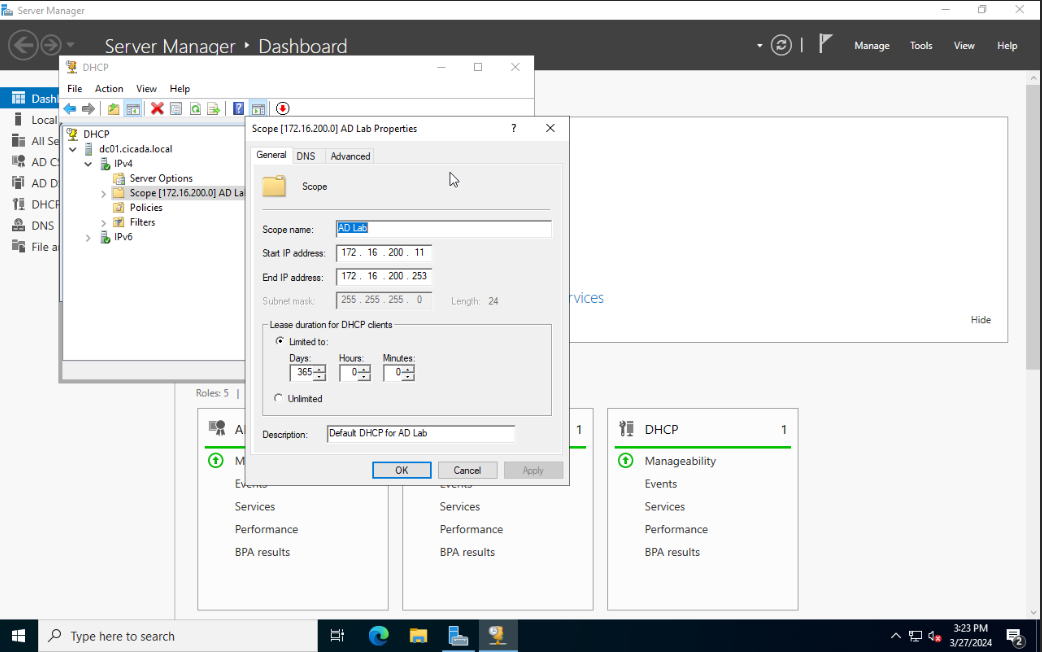 Server Manager
Server Manager ‣ Dashboard
Manage Tools View Help
DHCP
File Action View Help
Dash
Local
All Se
AD C
AD D
DHCP
DNS
File a
DHCP
dc01.cicada.local
IPv4
Server Options
Scope [172.16.200.0] AD La
Policies
Filters
IPv6
Scope [172.16.200.0] AD Lab Properties
General DNS Advanced
Scope
Scope name: AD Lab
Start IP address: 172 . 16 . 200 . 11
End IP address: 172 . 16 . 200 . 253
Subnet mask: 255 . 255 . 255 . 0 Length: 24
Lease duration for DHCP clients
Limited to:
Days: Hours: Minutes:
365 0 0
Unlimited
Description: Default DHCP for AD Lab
OK Cancel Apply
rvices
Hide
Roles: 5 |
A
M
Events
Services
Performance
BPA results
1
Events
Services
Performance
BPA results
DHCP 1
Manageability
Events
Services
Performance
BPA results
Type here to search
3:23 PM
3/27/2024
2